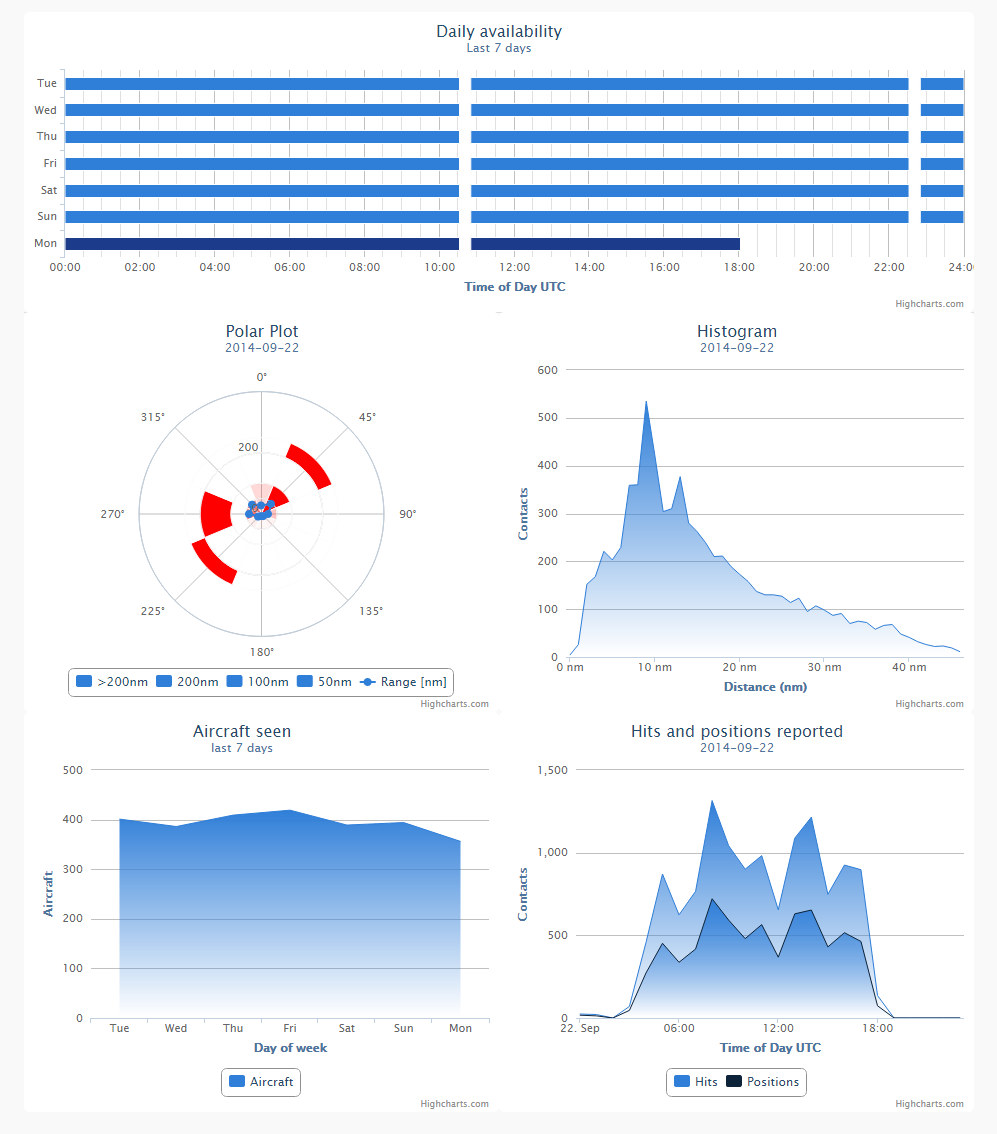 Daily availability
Last 7 days
Tue
Wed
Thu
Fri
Sat
Sun
Mon
00:00 02:00 04:00 06:00 08:00 10:00 12:00 14:00 16:00 18:00 20:00 22:00 24:0
Time of Day UTC
Highcharts.com
Polar Plot
2014-09-22
0°
315° 45°
200
270° 90°
225° 135°
180°
>200nm 200nm 100nm 50nm Range [nm]
Highcharts.com
Histogram
2014-09-22
Contacts
600
500
400
300
200
100
0
0 nm 10 nm 20 nm 30 nm 40 nm
Distance (nm)
Highcharts.com
Aircraft seen
last 7 days
Aircraft
500
400
300
200
100
0
Tue Wed Thu Fri Sat Sun Mon
Day of week
Aircraft
Highcharts.com
Hits and positions reported
2014-09-22
Contacts
1,500
1,000
500
0
22. Sep 06:00 12:00 18:00
Time of Day UTC
Hits Positions
Highcharts.com